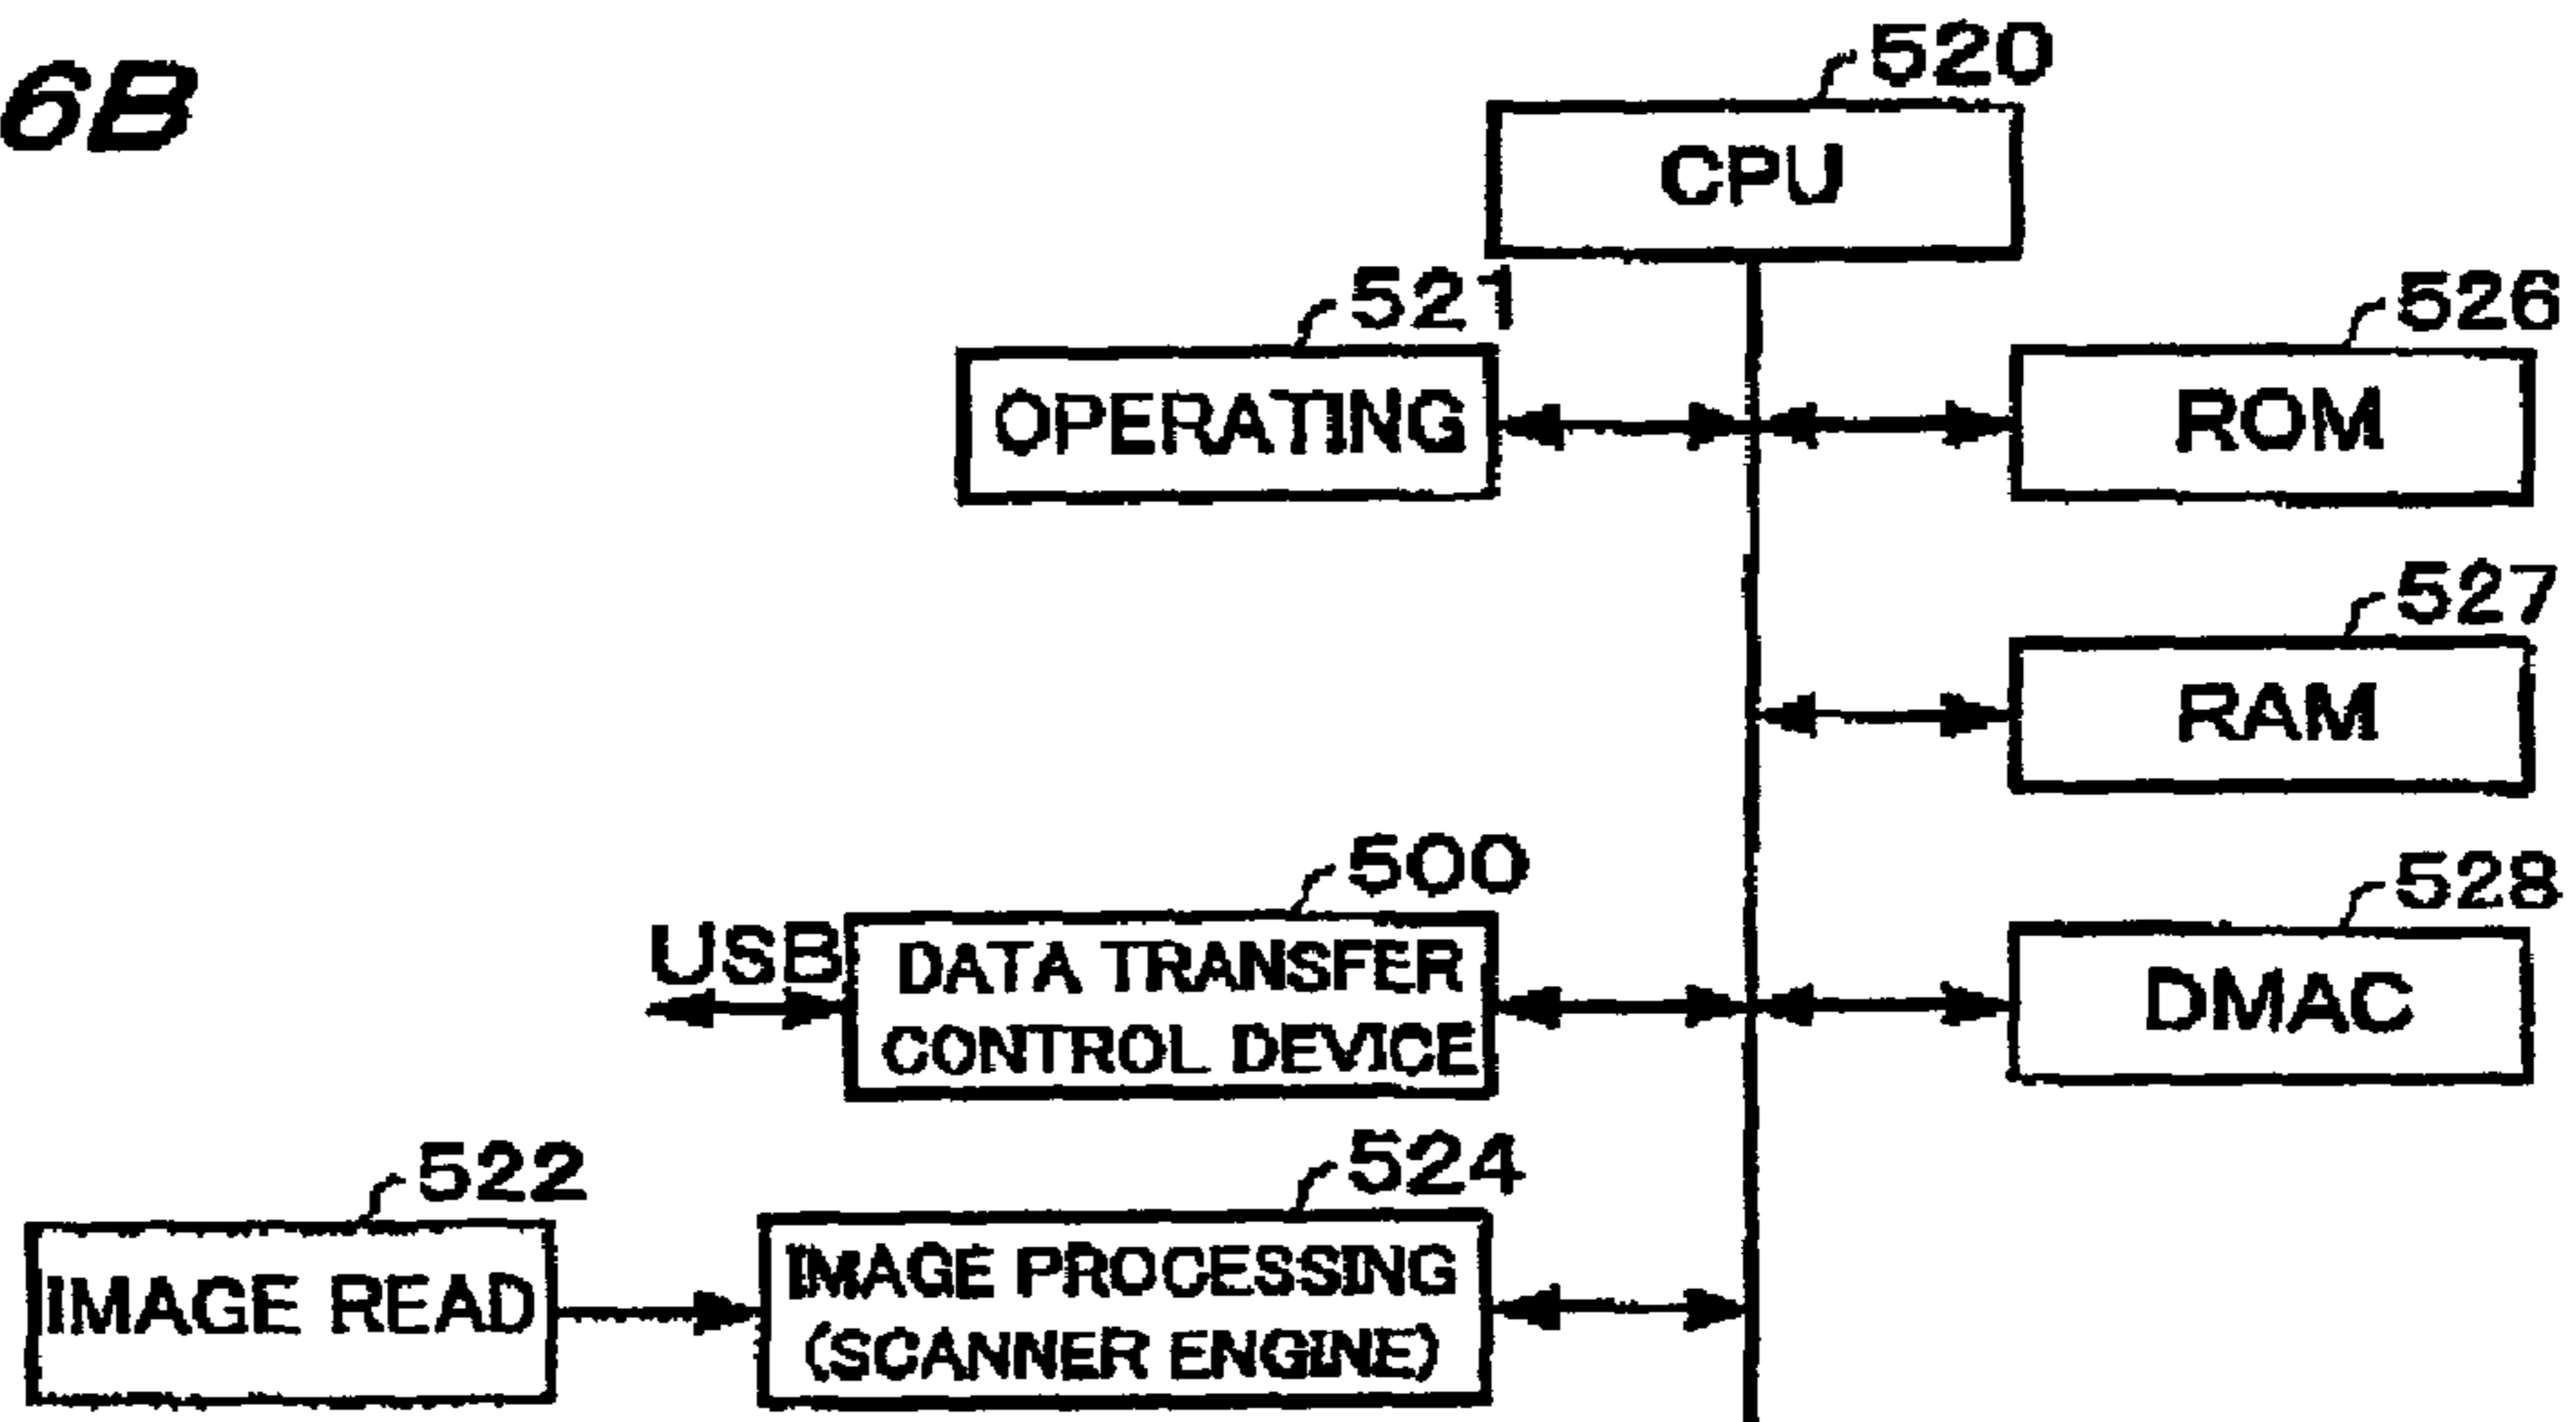 6B
520
CPU
521
OPERATING
526
ROM
527
RAM
500
USB
DATA TRANSFER
CONTROL DEVICE
528
DMAC
522
IMAGE READ
524
IMAGE PROCESSING
(SCANNER ENGINE)